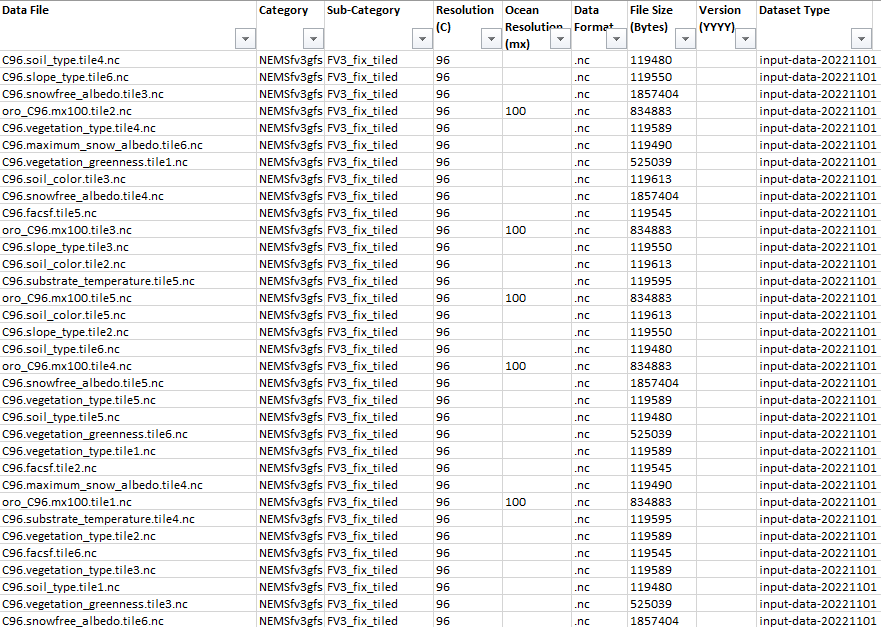 Data File Category Sub-Category Resolution (C) Ocean Resolution (mx) Data Format File Size (Bytes) Version (YYYY) Dataset Type
C96.soil_type.tile4.nc NEMSfv3gfs FV3_fix_tiled 96 .nc 119480 input-data-20221101
C96.slope_type.tile6.nc NEMSfv3gfs FV3_fix_tiled 96 .nc 119550 input-data-20221101
C96.snowfree_albedo.tile3.nc NEMSfv3gfs FV3_fix_tiled 96 .nc 1857404 input-data-20221101
oro_C96.mx100.tile2.nc NEMSfv3gfs FV3_fix_tiled 96 100 .nc 834883 input-data-20221101
C96.vegetation_type.tile4.nc NEMSfv3gfs FV3_fix_tiled 96 .nc 119589 input-data-20221101
C96.maximum_snow_albedo.tile6.nc NEMSfv3gfs FV3_fix_tiled 96 .nc 119490 input-data-20221101
C96.vegetation_greenness.tile1.nc NEMSfv3gfs FV3_fix_tiled 96 .nc 525039 input-data-20221101
C96.soil_color.tile3.nc NEMSfv3gfs FV3_fix_tiled 96 .nc 119613 input-data-20221101
C96.snowfree_albedo.tile4.nc NEMSfv3gfs FV3_fix_tiled 96 .nc 1857404 input-data-20221101
C96.facsf.tile5.nc NEMSfv3gfs FV3_fix_tiled 96 .nc 119545 input-data-20221101
oro_C96.mx100.tile3.nc NEMSfv3gfs FV3_fix_tiled 96 100 .nc 834883 input-data-20221101
C96.slope_type.tile3.nc NEMSfv3gfs FV3_fix_tiled 96 .nc 119550 input-data-20221101
C96.soil_color.tile2.nc NEMSfv3gfs FV3_fix_tiled 96 .nc 119613 input-data-20221101
C96.substrate_temperature.tile5.nc NEMSfv3gfs FV3_fix_tiled 96 .nc 119595 input-data-20221101
oro_C96.mx100.tile5.nc NEMSfv3gfs FV3_fix_tiled 96 100 .nc 834883 input-data-20221101
C96.soil_color.tile5.nc NEMSfv3gfs FV3_fix_tiled 96 .nc 119613 input-data-20221101
C96.slope_type.tile2.nc NEMSfv3gfs FV3_fix_tiled 96 .nc 119550 input-data-20221101
C96.soil_type.tile6.nc NEMSfv3gfs FV3_fix_tiled 96 .nc 119480 input-data-20221101
oro_C96.mx100.tile4.nc NEMSfv3gfs FV3_fix_tiled 96 100 .nc 834883 input-data-20221101
C96.snowfree_albedo.tile5.nc NEMSfv3gfs FV3_fix_tiled 96 .nc 1857404 input-data-20221101
C96.vegetation_type.tile5.nc NEMSfv3gfs FV3_fix_tiled 96 .nc 119589 input-data-20221101
C96.soil_type.tile5.nc NEMSfv3gfs FV3_fix_tiled 96 .nc 119480 input-data-20221101
C96.vegetation_greenness.tile6.nc NEMSfv3gfs FV3_fix_tiled 96 .nc 525039 input-data-20221101
C96.vegetation_type.tile1.nc NEMSfv3gfs FV3_fix_tiled 96 .nc 119589 input-data-20221101
C96.facsf.tile2.nc NEMSfv3gfs FV3_fix_tiled 96 .nc 119545 input-data-20221101
C96.maximum_snow_albedo.tile4.nc NEMSfv3gfs FV3_fix_tiled 96 .nc 119490 input-data-20221101
oro_C96.mx100.tile1.nc NEMSfv3gfs FV3_fix_tiled 96 100 .nc 834883 input-data-20221101
C96.substrate_temperature.tile4.nc NEMSfv3gfs FV3_fix_tiled 96 .nc 119595 input-data-20221101
C96.vegetation_type.tile2.nc NEMSfv3gfs FV3_fix_tiled 96 .nc 119589 input-data-20221101
C96.facsf.tile6.nc NEMSfv3gfs FV3_fix_tiled 96 .nc 119545 input-data-20221101
C96.vegetation_type.tile3.nc NEMSfv3gfs FV3_fix_tiled 96 .nc 119589 input-data-20221101
C96.soil_type.tile1.nc NEMSfv3gfs FV3_fix_tiled 96 .nc 119480 input-data-20221101
C96.vegetation_greenness.tile3.nc NEMSfv3gfs FV3_fix_tiled 96 .nc 525039 input-data-20221101
C96.snowfree_albedo.tile6.nc NEMSfv3gfs FV3_fix_tiled 96 .nc 1857404 input-data-20221101